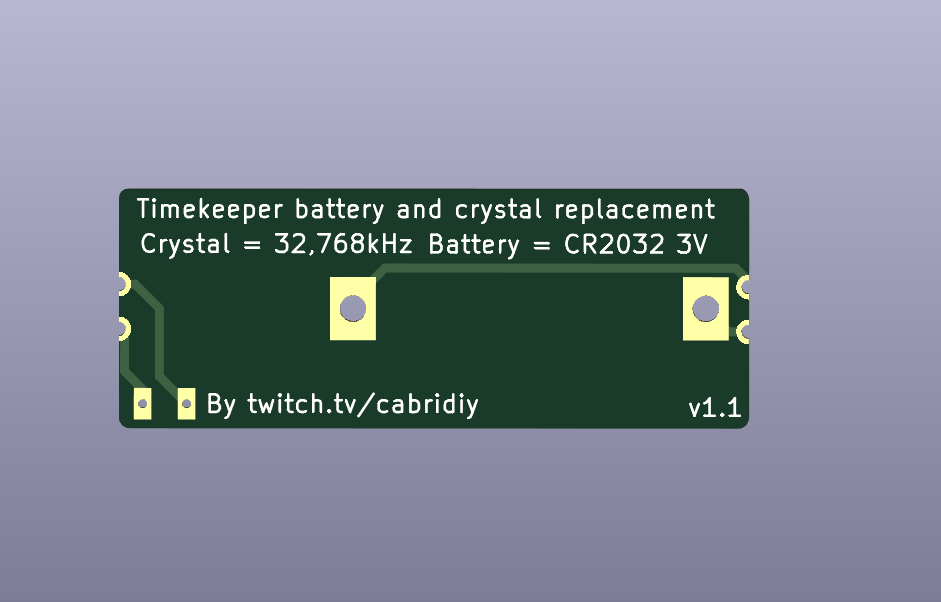 Timekeeper battery and crystal replacement
Crystal = 32,768kHz Battery = CR2032 3V
By twitch.tv/cabridiy
v1.1